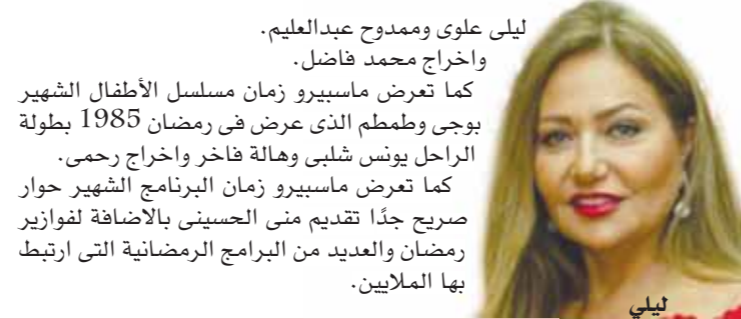 ليلى علوى وممدوح عبدالعليم.
واخراج محمد فاضل.
كما تعرض ماسبيرو زمان مسلسل الأطفال الشهير
بوجى وطمطم الذى عرض فى رمضان 1985 بطولة
الراحل يونس شلبى وهالة فاخر واخراج رحمى.
كما تعرض ماسبيرو زمان البرنامج الشهير حوار
صريح جدًا تقديم منى الحسينى بالاضافة لفوازير
رمضان والعديد من البرامج الرمضانية التى ارتبط
بها الملايين.
ليلي